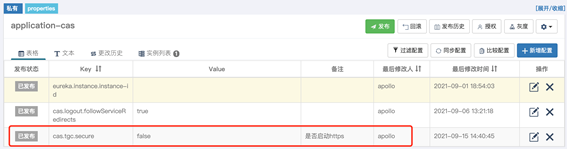 私有 properties [展开/收缩]
application-cas
发布 回滚 发布历史 授权 灰度
表格 文本 更改历史 实例列表 1
过滤配置 同步配置 比较配置 新增配置
发布状态 Key Value 备注 最后修改人 最后修改时间 操作
已发布 eureka.instance.instance-id apollo 2021-09-01 18:54:03
已发布 cas.logout.followServiceRedirects true apollo 2021-09-06 13:21:18
已发布 cas.tgc.secure false 是否启动https apollo 2021-09-15 14:40:45